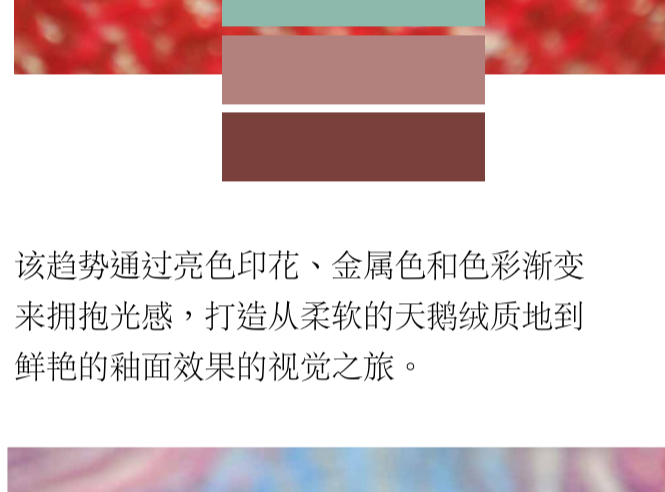 该趋势通过亮色印花、金属色和色彩渐变
来拥抱光感，打造从柔软的天鹅绒质地到
鲜艳的釉面效果的视觉之旅。